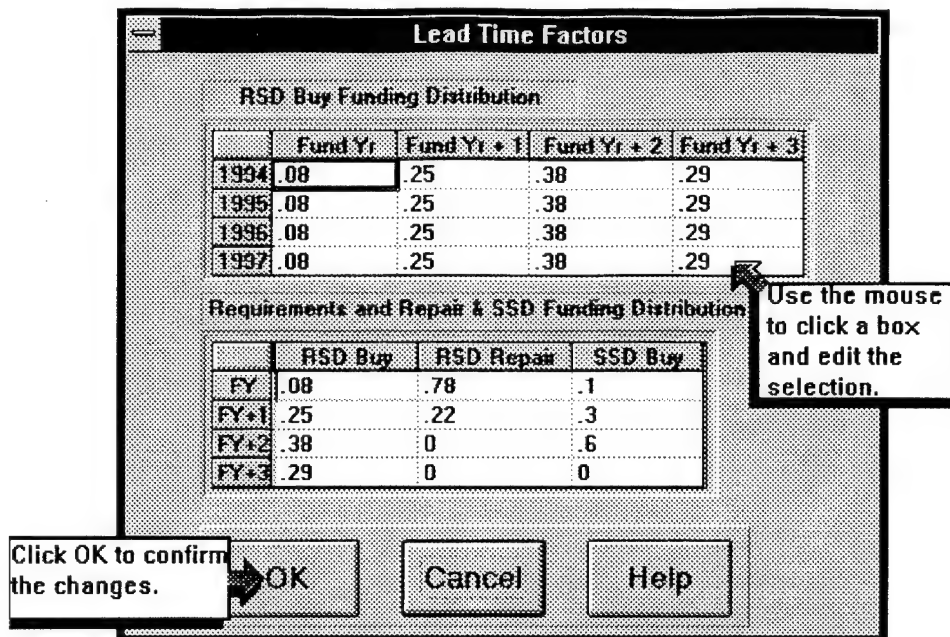 Lead Time Factors
RSD Buy Funding Distribution
Fund Yr Fund Yr + 1 Fund Yr + 2 Fund Yr + 3
1994 .08 .25 .38 .29
1995 .08 .25 .38 .29
1996 .08 .25 .38 .29
1997 .08 .25 .38 .29
Use the mouse
to click a box
and edit the
selection.
Requirements and Repair & SSD Funding Distribution
RSD Buy RSD Repair SSD Buy
FY .08 .78 .1
FY+1 .25 .22 .3
FY+2 .38 0 .6
FY+3 .29 0 0
Click OK to confirm
the changes.
OK Cancel Help